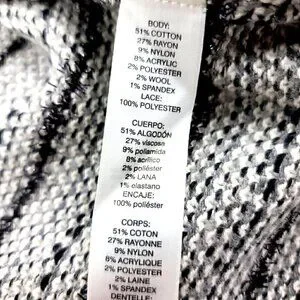 BODY:
51% COTTON
27% RAYON
9% NYLON
8% ACRYLIC
2% POLYESTER
2% WOOL
1% SPANDEX
LACE:
100% POLYESTER
CUERPO:
51% ALGODÓN
27% viscosa
9% poliamida
8% acrílico
2% poliéster
2% LANA
1% elastano
ENCAJE:
100% poliéster
CORPS:
51% COTON
27% RAYONNE
9% NYLON
8% ACRYLIQUE
2% POLYESTER
2% LAINE
1% SPANDEX
DENTELLE: